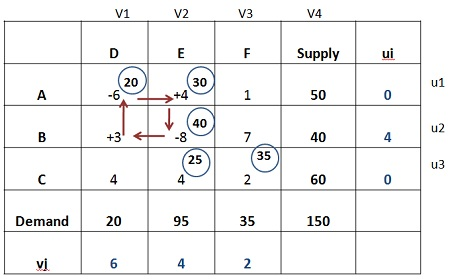 V1 V2 V3 V4
D E F Supply ui
A -6 20 +4 30 1 50 0 u1
B +3 -8 40 7 40 4 u2
C 4 4 25 2 35 60 0 u3
Demand 20 95 35 150
vj 6 4 2